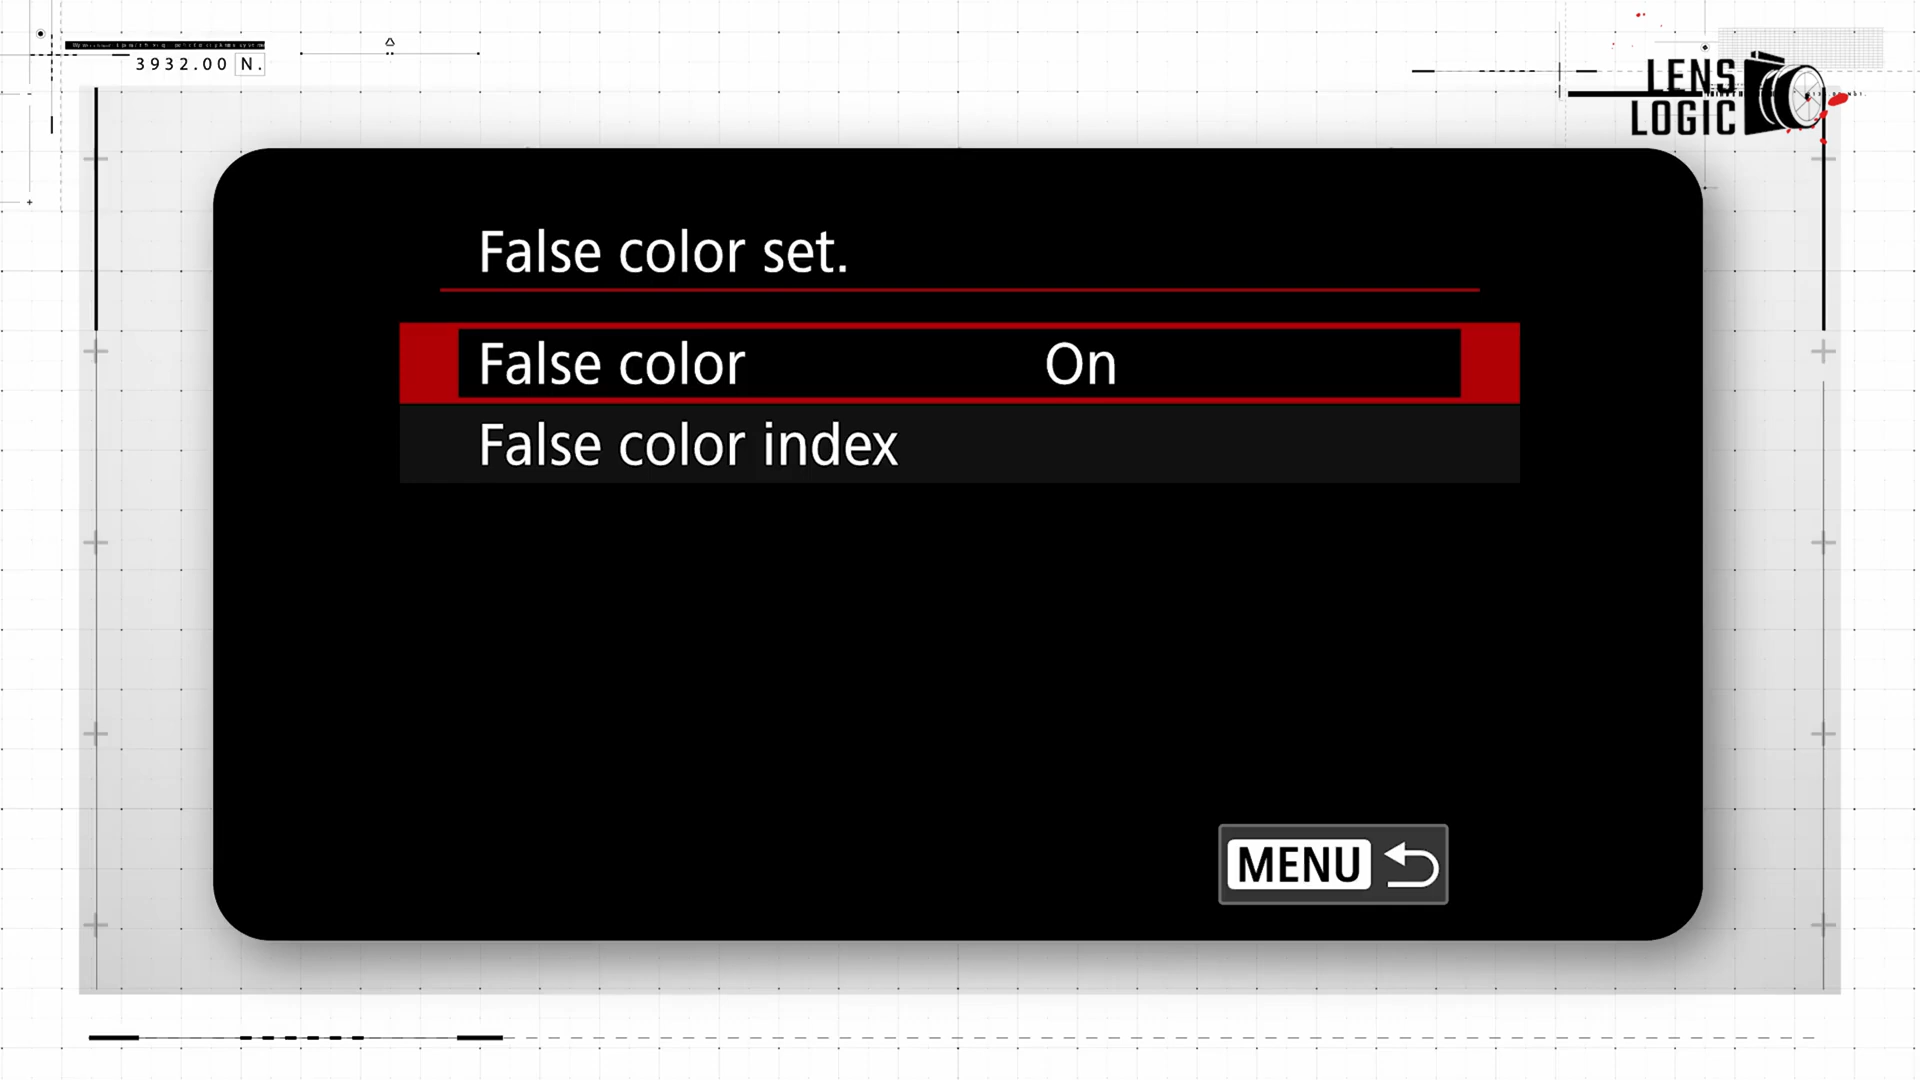 3932.00 N.
LENS
LOGIC
False color set.
False color On
False color index
MENU